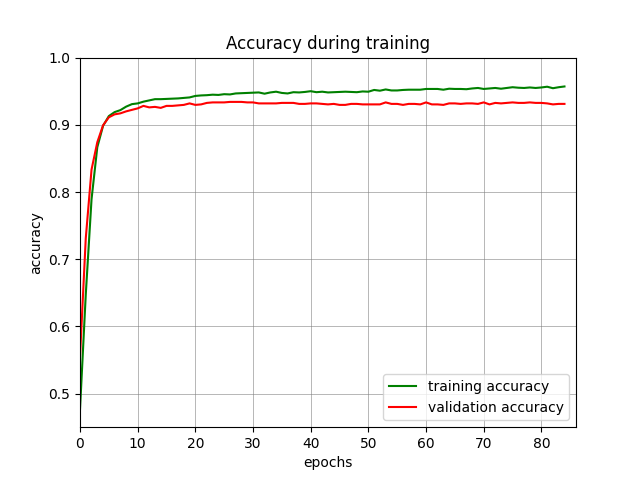 Accuracy during training
1.0
0.9
0.8
0.7
0.6
0.5
accuracy
0 10 20 30 40 50 60 70 80
epochs
training accuracy
validation accuracy